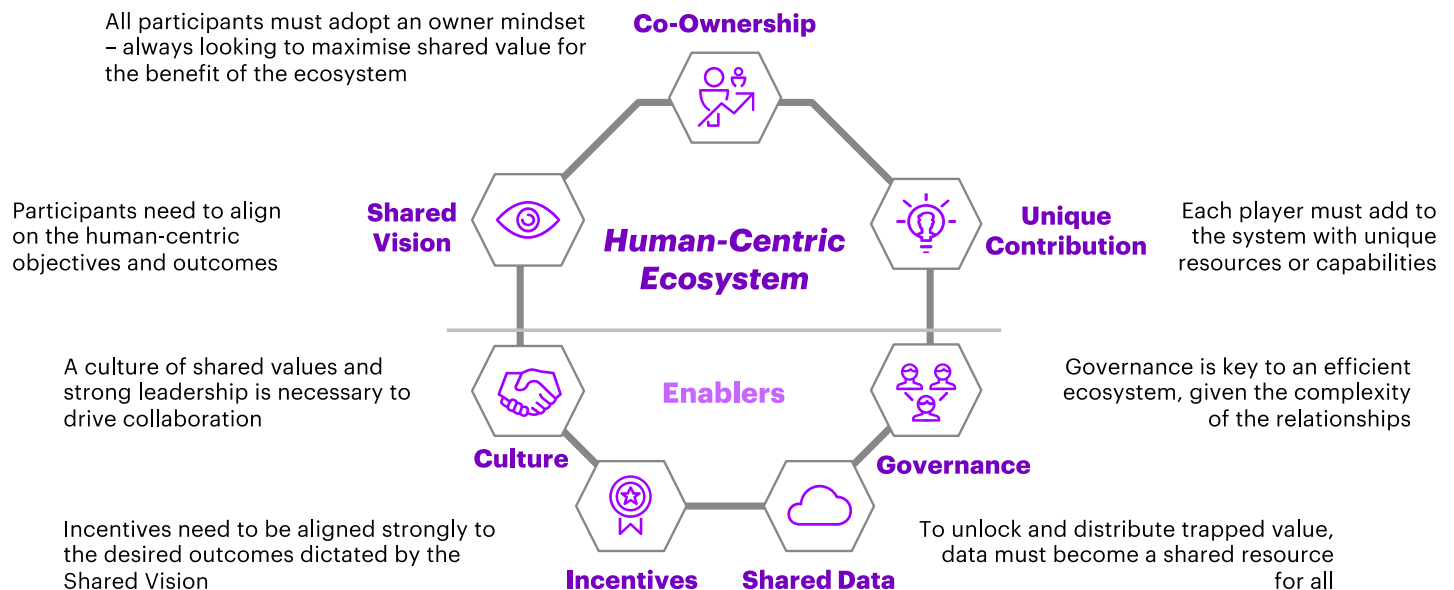 All participants must adopt an owner mindset
– always looking to maximise shared value for
the benefit of the ecosystem
Co-Ownership
Participants need to align
on the human-centric
objectives and outcomes
Shared
Vision
Human-Centric
Ecosystem
Unique
Contribution
Each player must add to
the system with unique
resources or capabilities
A culture of shared values and
strong leadership is necessary to
drive collaboration
Culture
Enablers
Governance
Governance is key to an efficient
ecosystem, given the complexity
of the relationships
Incentives need to be aligned strongly to
the desired outcomes dictated by the
Shared Vision
Incentives
Shared Data
To unlock and distribute trapped value,
data must become a shared resource
for all